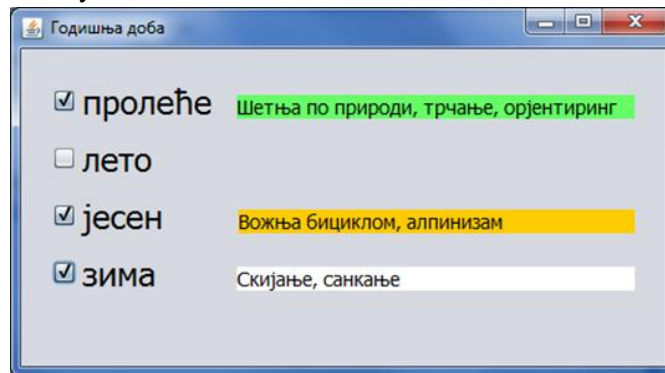 Годишња доба
пролеће Шетња по природи, трчање, орјентиринг
лето
јесен Вожња бициклом, алпинизам
зима Скијање, санкање